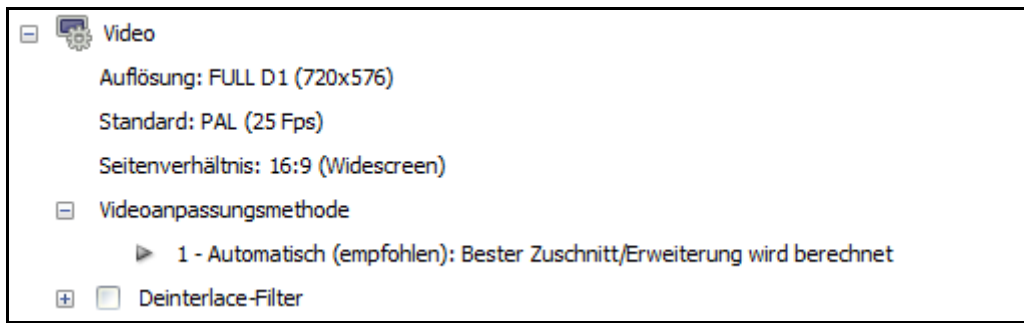 Video
Auflösung: FULL D1 (720x576)
Standard: PAL (25 Fps)
Seitenverhältnis: 16:9 (Widescreen)
Videoanpassungsmethode
1 - Automatisch (empfohlen): Bester Zuschnitt/Erweiterung wird berechnet
Deinterlace-Filter